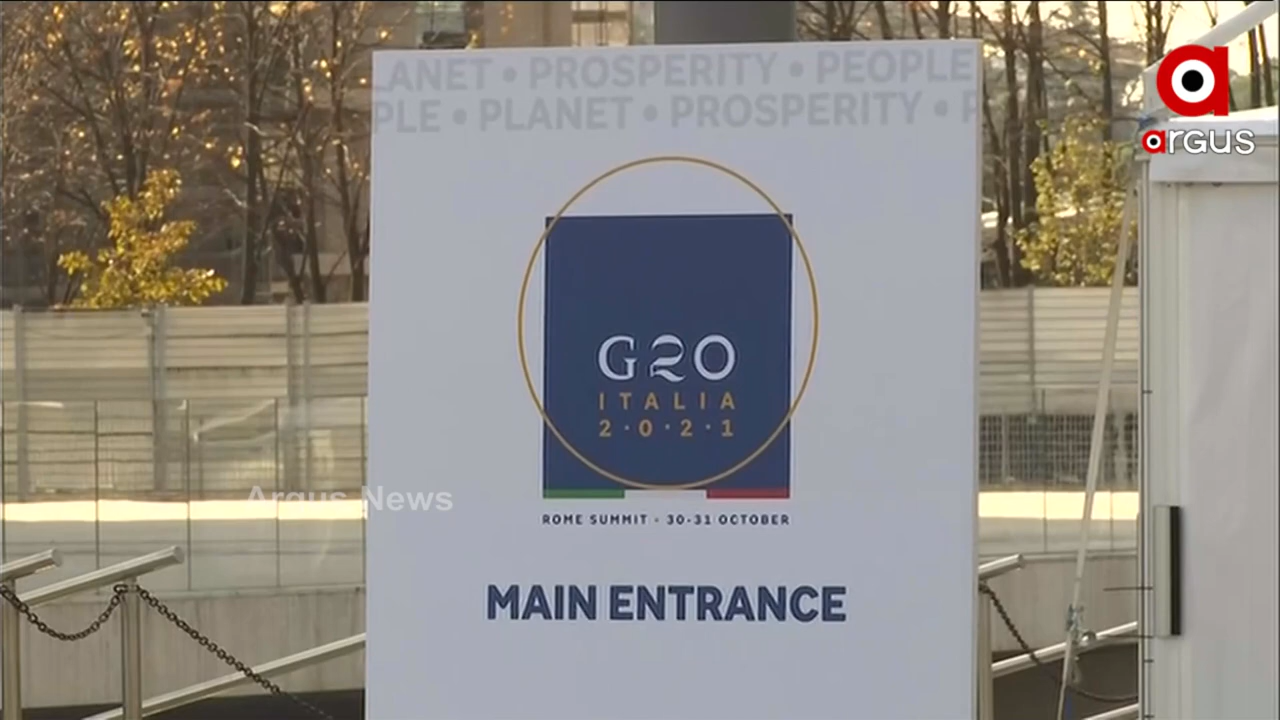 LANET • PROSPERITY • PEOPLE
PLE • PLANET • PROSPERITY • P
argus
G20
ITALIA
2·0·2·1
Argus News
ROME SUMMIT - 30-31 OCTOBER
MAIN ENTRANCE